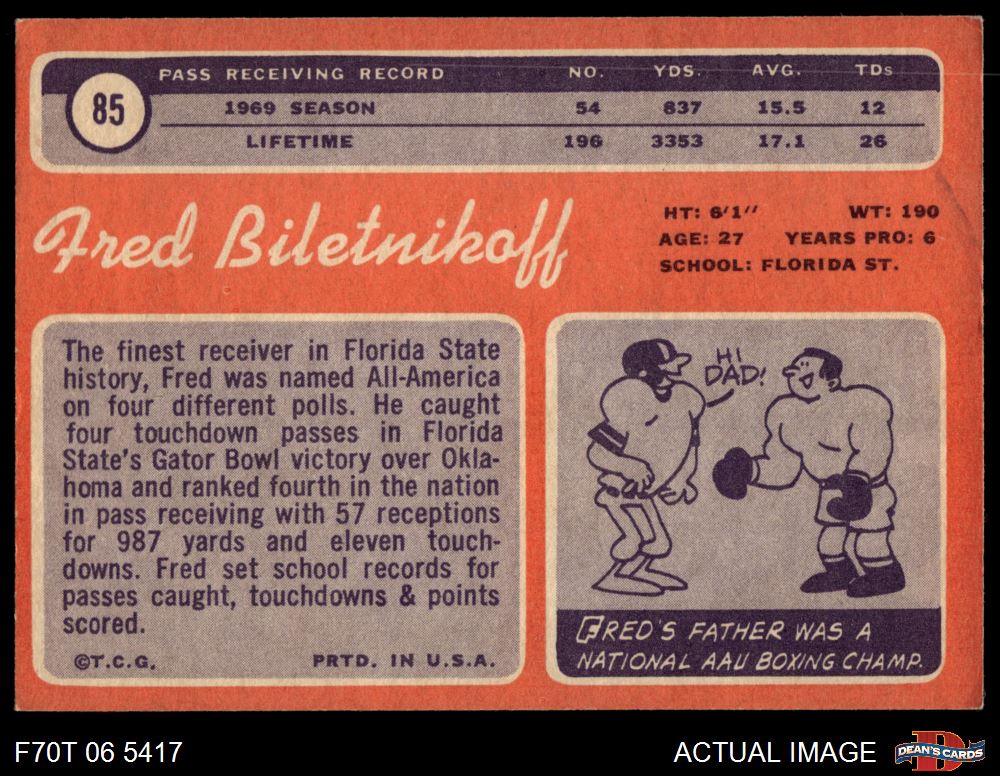 PASS RECEIVING RECORD NO. YDS. AVG. TDs
85
1969 SEASON 54 837 15.5 12
LIFETIME 196 3353 17.1 26
Fred Biletnikoff
HT: 6'1" WT: 190
AGE: 27 YEARS PRO: 6
SCHOOL: FLORIDA ST.
The finest receiver in Florida State
history, Fred was named All-America
on four different polls. He caught
four touchdown passes in Florida
State's Gator Bowl victory over Okla-
homa and ranked fourth in the nation
in pass receiving with 57 receptions
for 987 yards and eleven touch-
downs. Fred set school records for
passes caught, touchdowns & points
scored.
©T.C.G. PRTD. IN U.S.A.
HI
DAD!
FRED'S FATHER WAS A
NATIONAL AAU BOXING CHAMP.
F70T 06 5417
ACTUAL IMAGE
D
DEAN'S CARDS